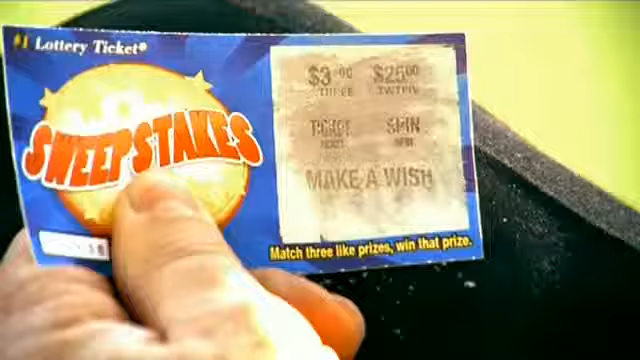 $1 Lottery Ticket®
SWEEPSTAKES
$3.00 $25.00
THREE
TICKET SPIN
MAKE A WISH
Match three like prizes, win that prize.